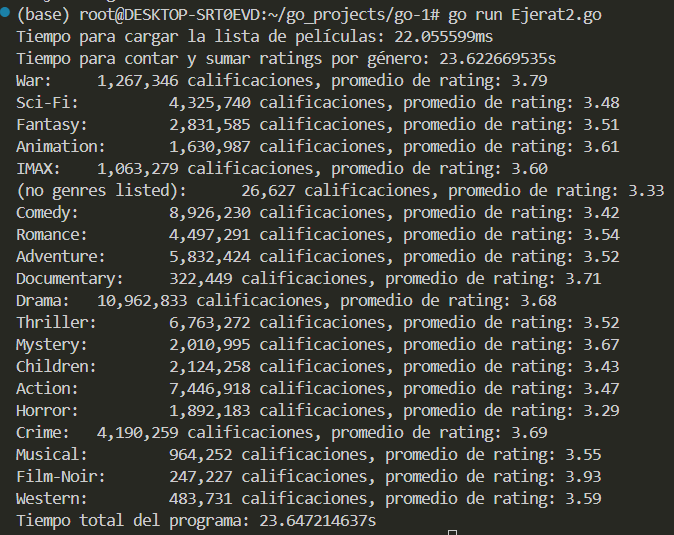 (base) root@DESKTOP-SRT0EVD:~/go_projects/go-1# go run Ejerat2.go
Tiempo para cargar la lista de películas: 22.055599ms
Tiempo para contar y sumar ratings por género: 23.622669535s
War: 1,267,346 calificaciones, promedio de rating: 3.79
Sci-Fi: 4,325,740 calificaciones, promedio de rating: 3.48
Fantasy: 2,831,585 calificaciones, promedio de rating: 3.51
Animation: 1,630,987 calificaciones, promedio de rating: 3.61
IMAX: 1,063,279 calificaciones, promedio de rating: 3.60
(no genres listed): 26,627 calificaciones, promedio de rating: 3.33
Comedy: 8,926,230 calificaciones, promedio de rating: 3.42
Romance: 4,497,291 calificaciones, promedio de rating: 3.54
Adventure: 5,832,424 calificaciones, promedio de rating: 3.52
Documentary: 322,449 calificaciones, promedio de rating: 3.71
Drama: 10,962,833 calificaciones, promedio de rating: 3.68
Thriller: 6,763,272 calificaciones, promedio de rating: 3.52
Mystery: 2,010,995 calificaciones, promedio de rating: 3.67
Children: 2,124,258 calificaciones, promedio de rating: 3.43
Action: 7,446,918 calificaciones, promedio de rating: 3.47
Horror: 1,892,183 calificaciones, promedio de rating: 3.29
Crime: 4,190,259 calificaciones, promedio de rating: 3.69
Musical: 964,252 calificaciones, promedio de rating: 3.55
Film-Noir: 247,227 calificaciones, promedio de rating: 3.93
Western: 483,731 calificaciones, promedio de rating: 3.59
Tiempo total del programa: 23.647214637s